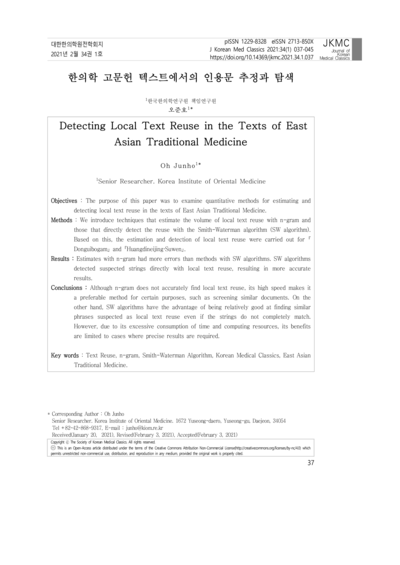 대한한의학원전학회지
2021년 2월 34권 1호
pISSN 1229-8328 eISSN 2713-850X
J Korean Med Classics 2021;34(1) 037-045
https://doi.org/10.14369/jkmc.2021.34.1.037
JKMC
Journal of
Korean
Medical Classics
한의학 고문헌 텍스트에서의 인용문 추정과 탐색
1한국한의학연구원 책임연구원
오준호1*
Detecting Local Text Reuse in the Texts of East
Asian Traditional Medicine
Oh Junho1*
1Senior Researcher, Korea Institute of Oriental Medicine
Objectives : The purpose of this paper was to examine quantitative methods for estimating and
detecting local text reuse in the texts of East Asian Traditional Medicine.
Methods : We introduce techniques that estimate the volume of local text reuse with n-gram and
those that directly detect the reuse with the Smith-Waterman algorithm (SW algorithm).
Based on this, the estimation and detection of local text reuse were carried out for 『
Donguibogam』 and 『Huangdineijing·Suwen』.
Results : Estimates with n-gram had more errors than methods with SW algorithms. SW algorithms
detected suspected strings directly with local text reuse, resulting in more accurate
results.
Conclusions : Although n-gram does not accurately find local text reuse, its high speed makes it
a preferable method for certain purposes, such as screening similar documents. On the
other hand, SW algorithms have the advantage of being relatively good at finding similar
phrases suspected as local text reuse even if the strings do not completely match.
However, due to its excessive consumption of time and computing resources, its benefits
are limited to cases where precise results are required.
Key words : Text Reuse, n-gram, Smith-Waterman Algorithm, Korean Medical Classics, East Asian
Traditional Medicine.
* Corresponding Author : Oh Junho
Senior Researcher, Korea Institute of Oriental Medicine, 1672 Yuseong-daero, Yuseong-gu, Daejeon, 34054
Tel +82-42-868-9317, E-mail : junho@kiom.re.kr
Received(January 20, 2021), Revised(February 3, 2021), Accepted(February 3, 2021)
Copyright ⓒ The Society of Korean Medical Classics. All rights reserved.
This is an Open-Access article distributed under the terms of the Creative Commons Attribution Non-Commercial License(http://creativecommons.org/licenses/by-nc/4.0) which
permits unrestricted non-commercial use, distribution, and reproduction in any medium, provided the original work is properly cited.
37